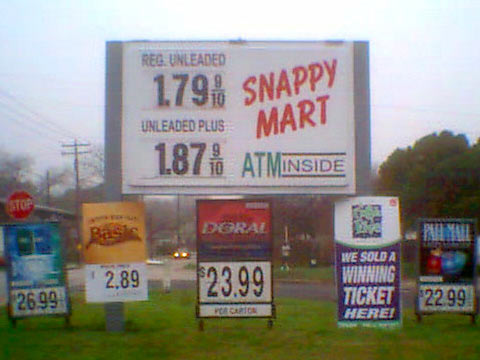 REG. UNLEADED
1.79 9/10
UNLEADED PLUS
1.87 9/10
SNAPPY
MART
ATM INSIDE
STOP
26.99
Basic
$2.89
DORAL
$23.99
PER CARTON
WE SOLD A
WINNING
TICKET
HERE!
PALL MALL
$22.99